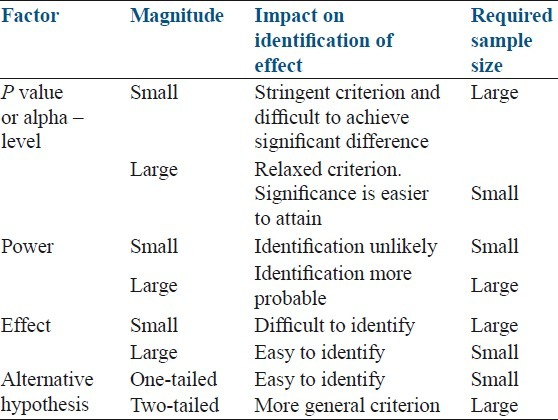 Factor Magnitude Impact on identification of effect Required sample size
P value or alpha – level Small Stringent criterion and difficult to achieve significant difference Large
Large Relaxed criterion. Significance is easier to attain Small
Power Small Identification unlikely Small
Large Identification more probable Large
Effect Small Difficult to identify Large
Large Easy to identify Small
Alternative hypothesis One-tailed Easy to identify Small
Two-tailed More general criterion Large